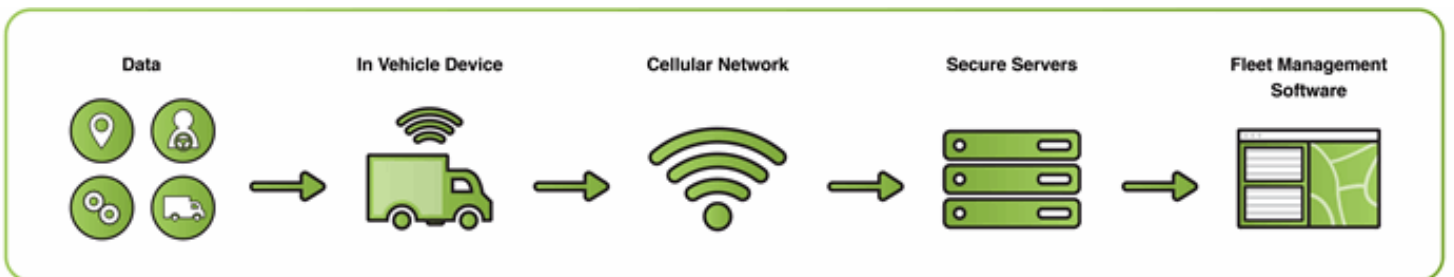 Data
In Vehicle Device
Cellular Network
Secure Servers
Fleet Management
Software